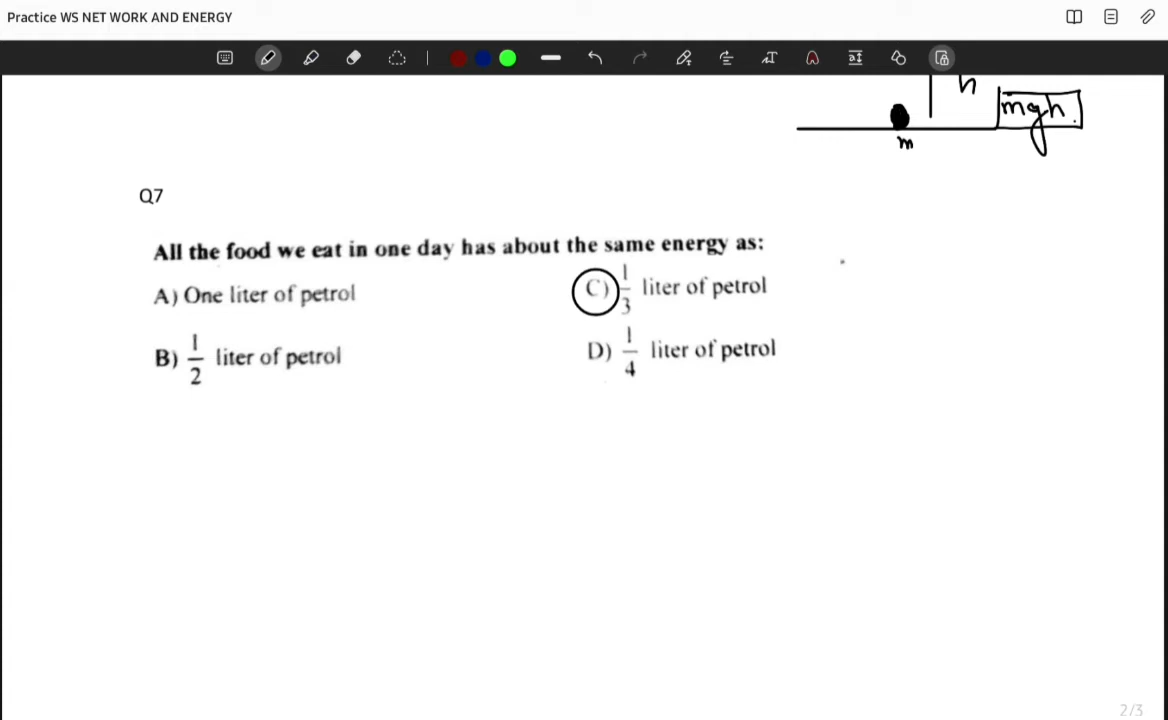 Practice WS NET WORK AND ENERGY
h
mgh.
m
Q7
All the food we eat in one day has about the same energy as:
A) One liter of petrol
C) 1/3 liter of petrol
B) 1/2 liter of petrol
D) 1/4 liter of petrol
2/3